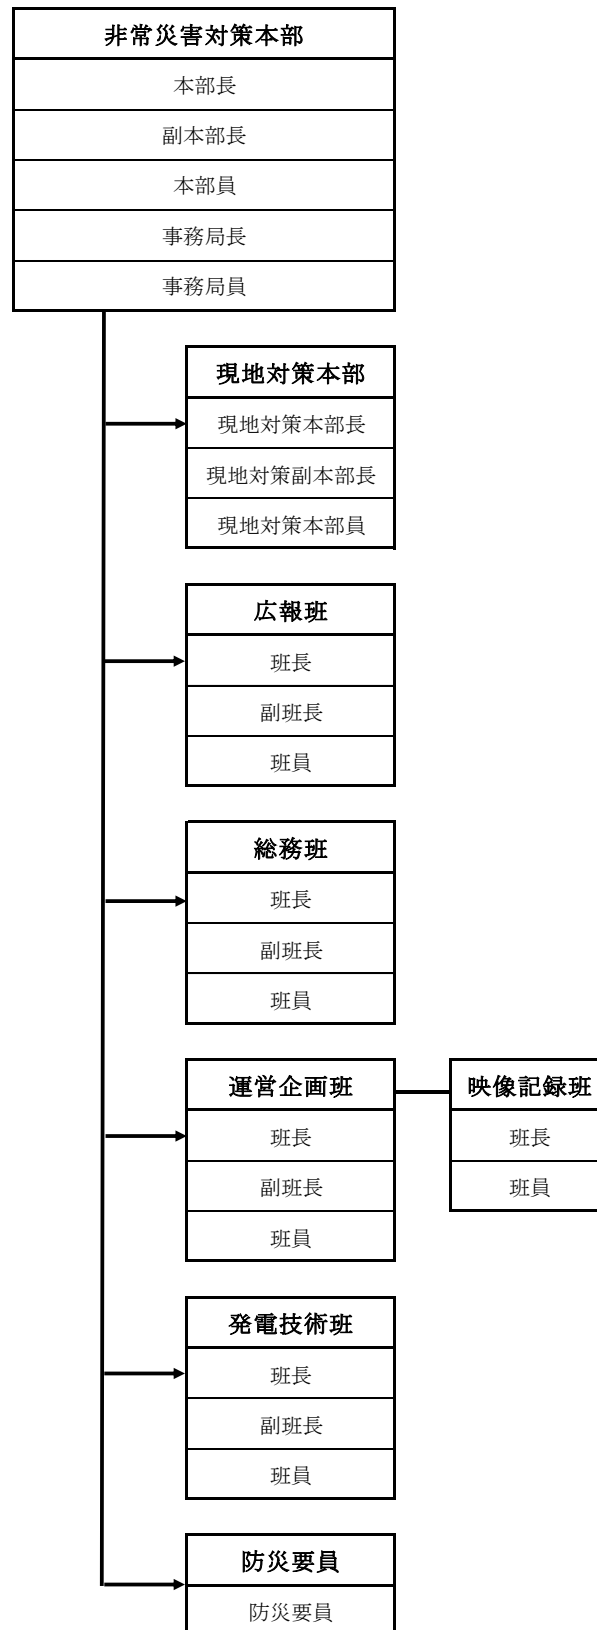 非常災害対策本部
本部長
副本部長
本部員
事務局長
事務局員
現地対策本部
現地対策本部長
現地対策副本部長
現地対策本部員
広報班
班長
副班長
班員
総務班
班長
副班長
班員
運営企画班
班長
副班長
班員
映像記録班
班長
班員
発電技術班
班長
副班長
班員
防災要員
防災要員